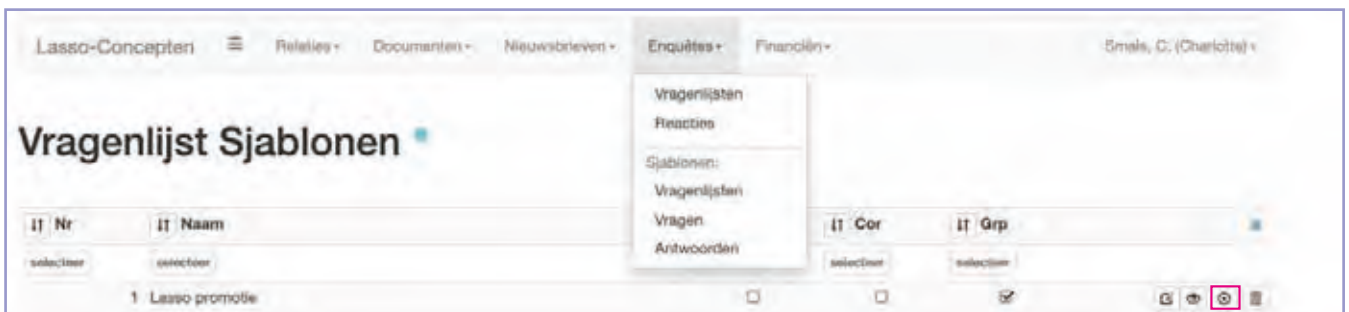 Lasso-Concepten Relaties Documenten Nieuwsbrieven Enquêtes Financiën Smals, C. (Charlotte)
Vragenlijsten
Reacties
Vragenlijst Sjablonen
Sjablonen:
Vragenlijsten
Vragen
Antwoorden
Nr Naam Cor Grp
selecteer selecteer selecteer selecteer
1 Lasso promotie